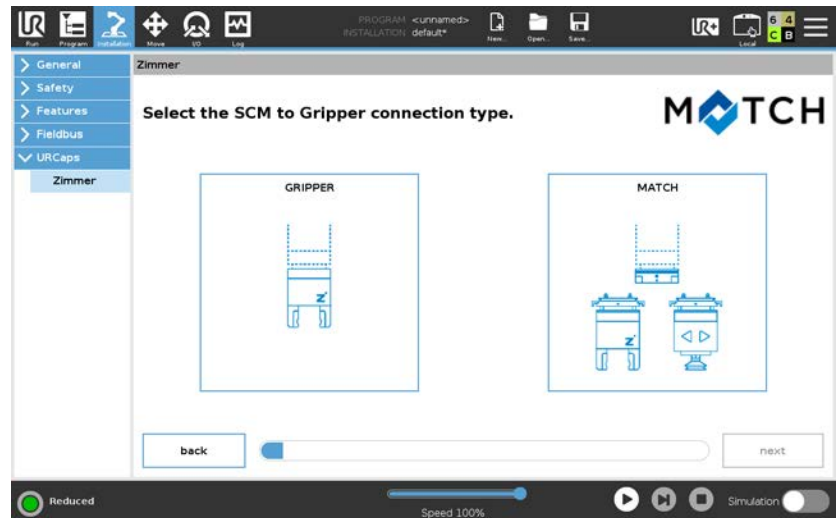 UR
Run
Program
Installation
Move
I/O
Log
PROGRAM <unnamed>
INSTALLATION default*
New...
Open...
Save...
UR+
Local
6 4
C B
General
Safety
Features
Fieldbus
URCaps
Zimmer
Zimmer
Select the SCM to Gripper connection type.
MATCH
GRIPPER
Z
MATCH
Z
back
next
Reduced
Speed 100%
Simulation